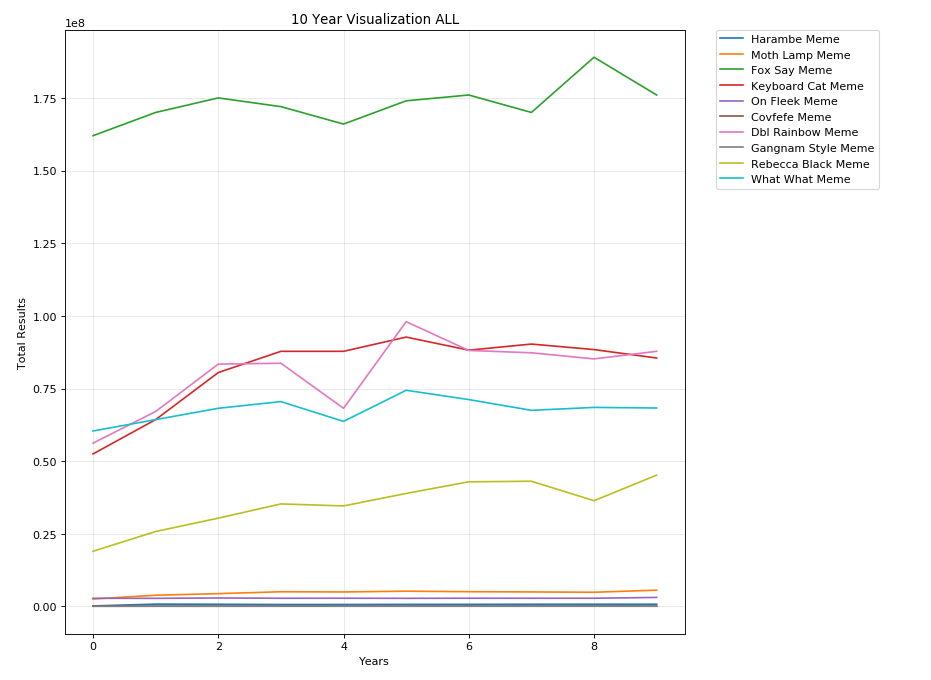 10 Year Visualization ALL
1e8
1.75
1.50
1.25
1.00
0.75
0.50
0.25
0.00
Total Results
0 2 4 6 8
Years
Harambe Meme
Moth Lamp Meme
Fox Say Meme
Keyboard Cat Meme
On Fleek Meme
Covfefe Meme
Dbl Rainbow Meme
Gangnam Style Meme
Rebecca Black Meme
What What Meme